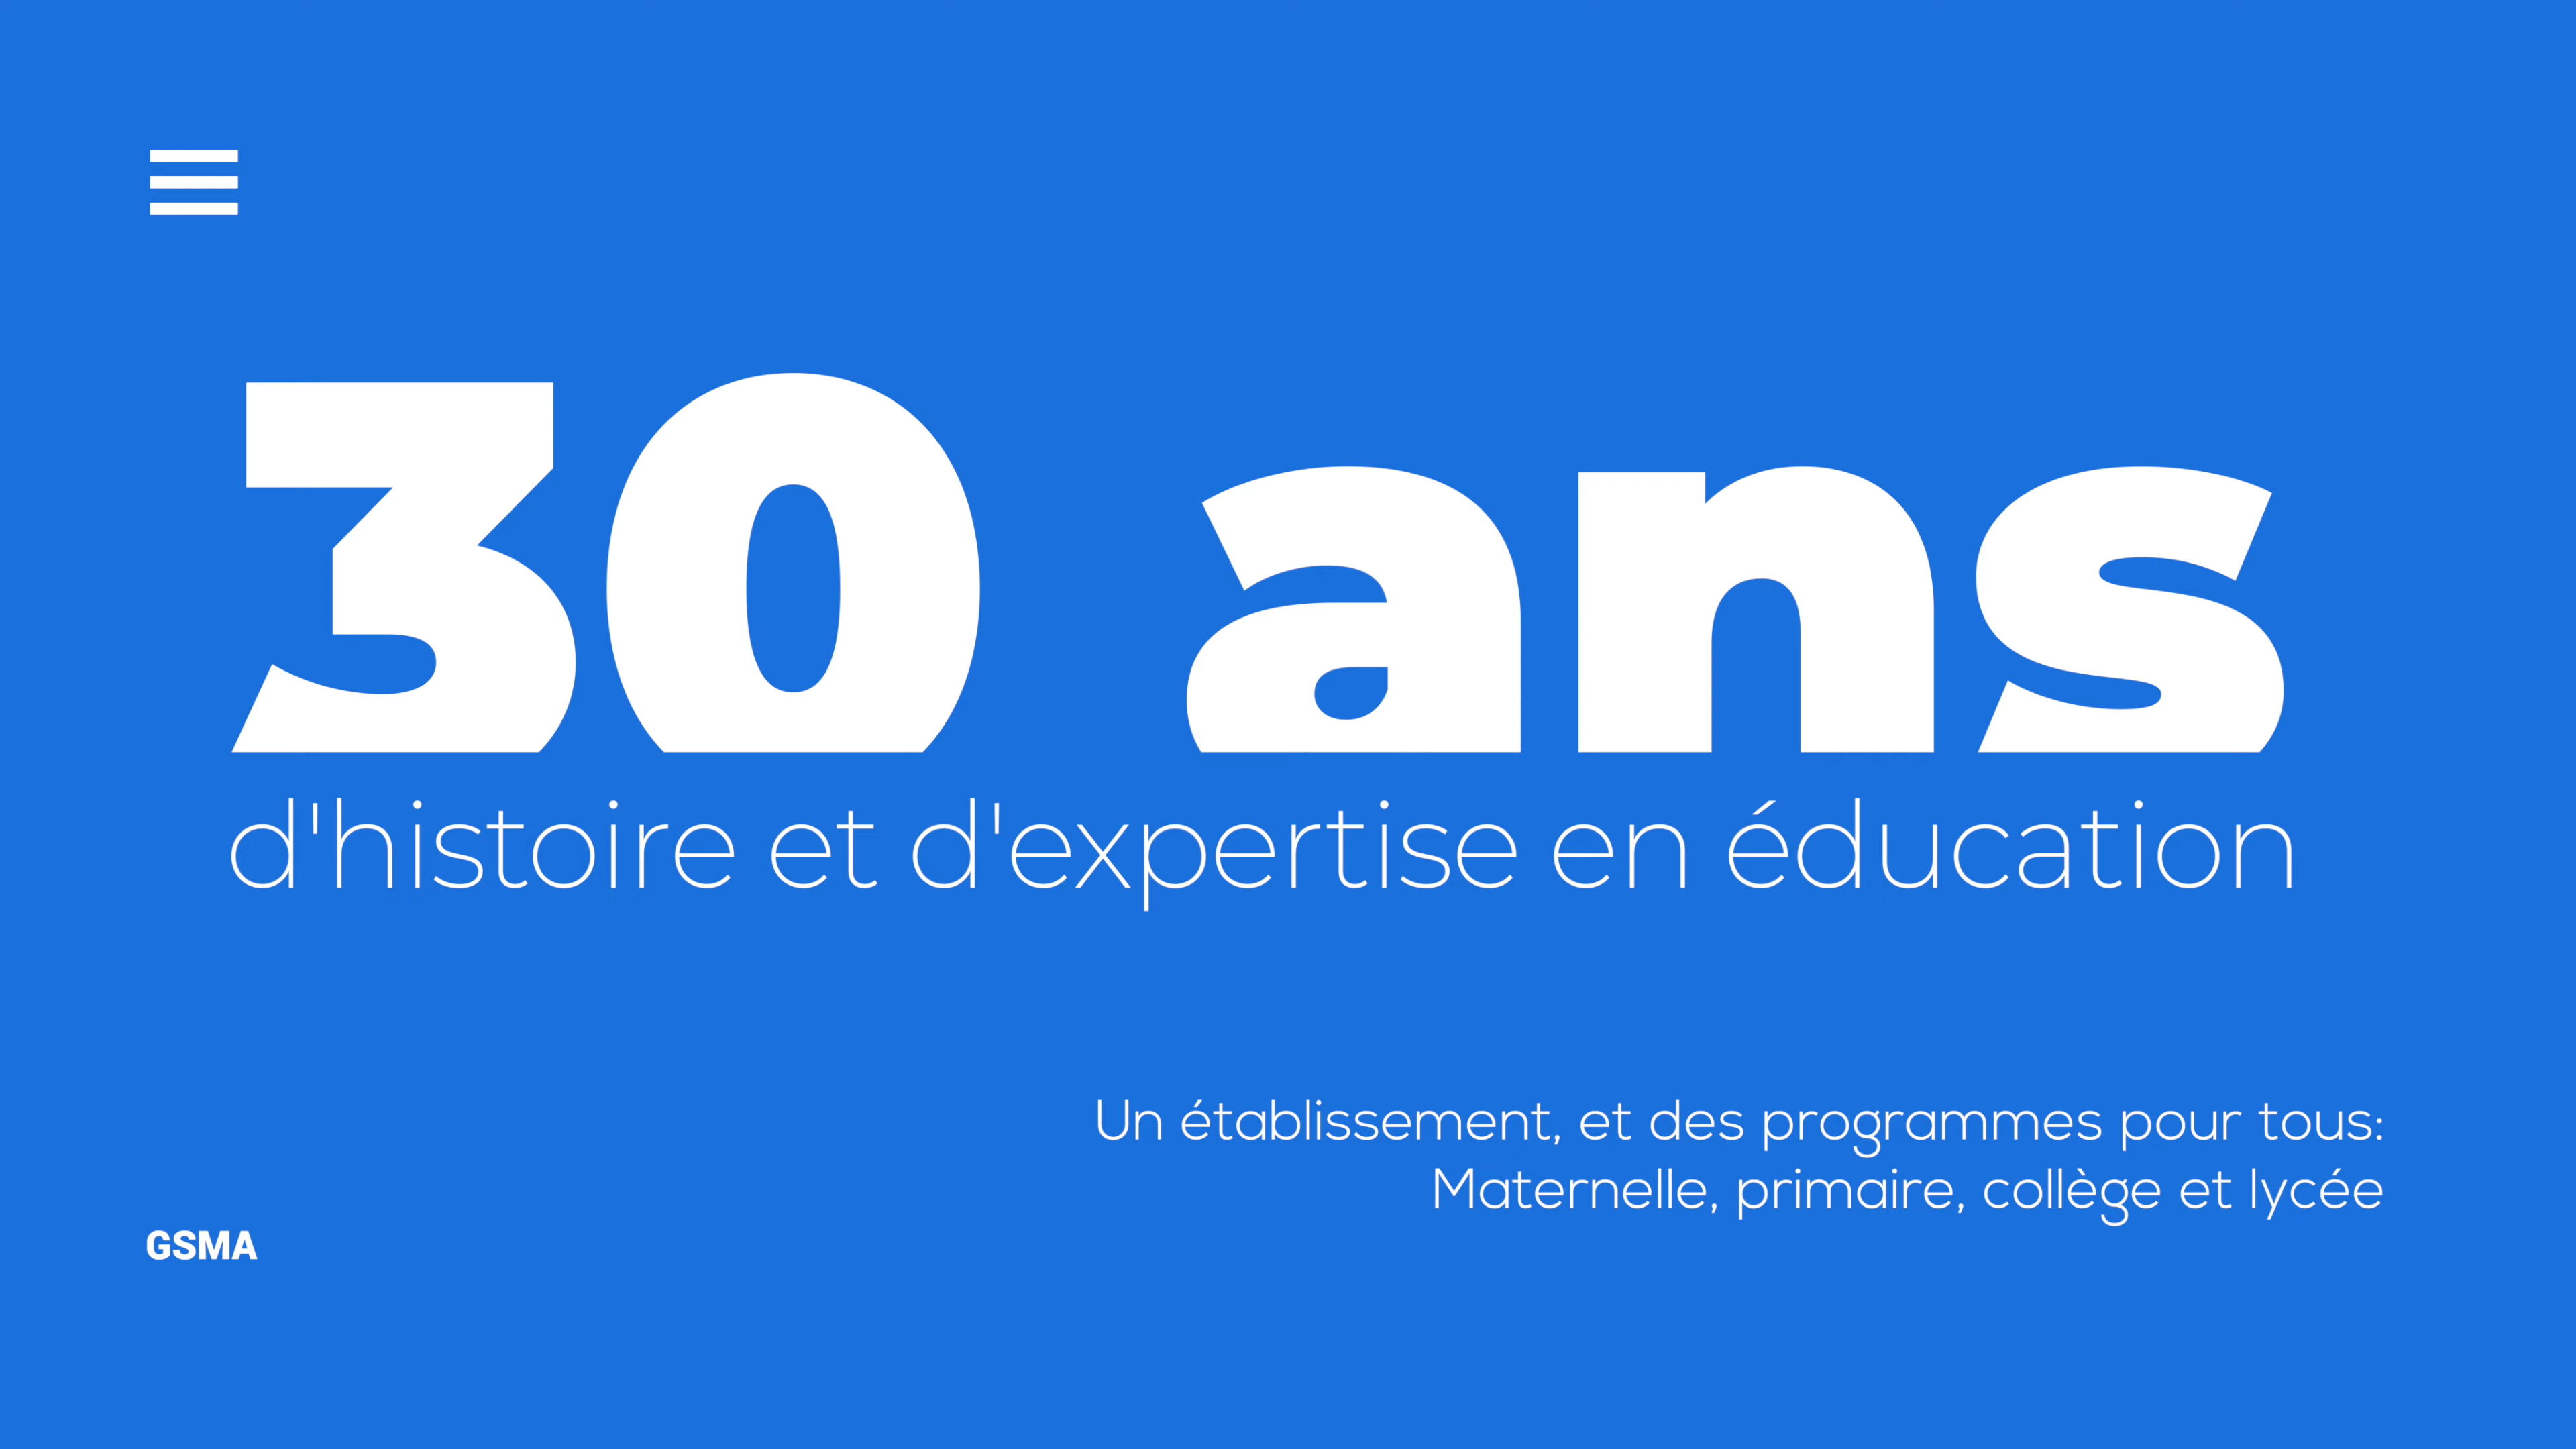 30 ans
d'histoire et d'expertise en éducation
Un établissement, et des programmes pour tous:
Maternelle, primaire, collège et lycée
GSMA